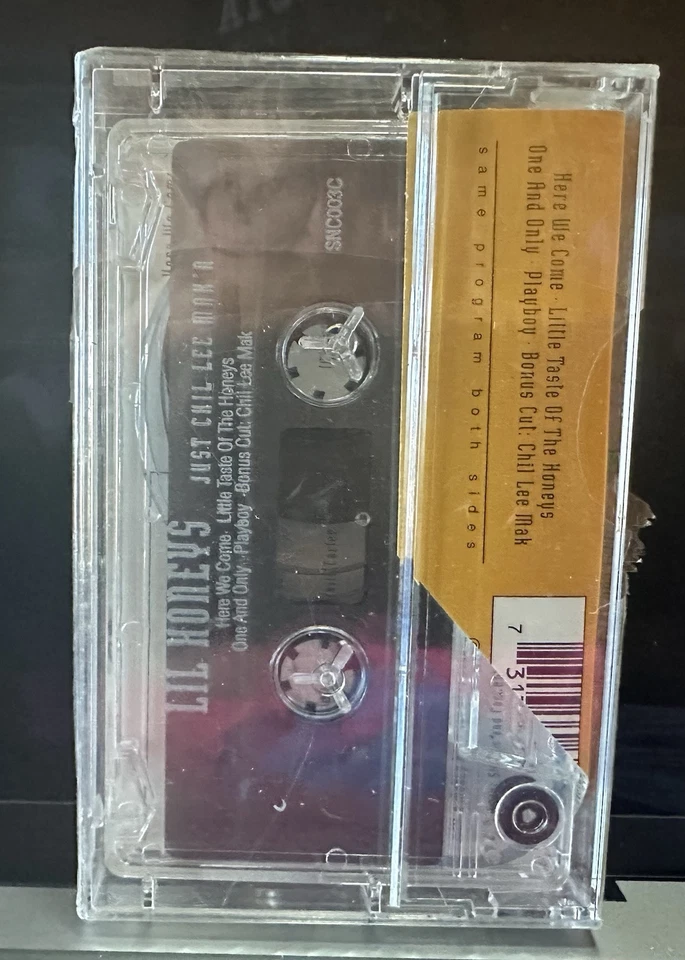 LIL HONEYS JUST CHIL LEE MAK'N
Here We Come · Little Taste Of The Honeys
One And Only · Playboy · Bonus Cut: Chil Lee Mak
SNC003C
Here We Come · Little Taste Of The Honeys
One And Only · Playboy · Bonus Cut: Chil Lee Mak
same program both sides
7